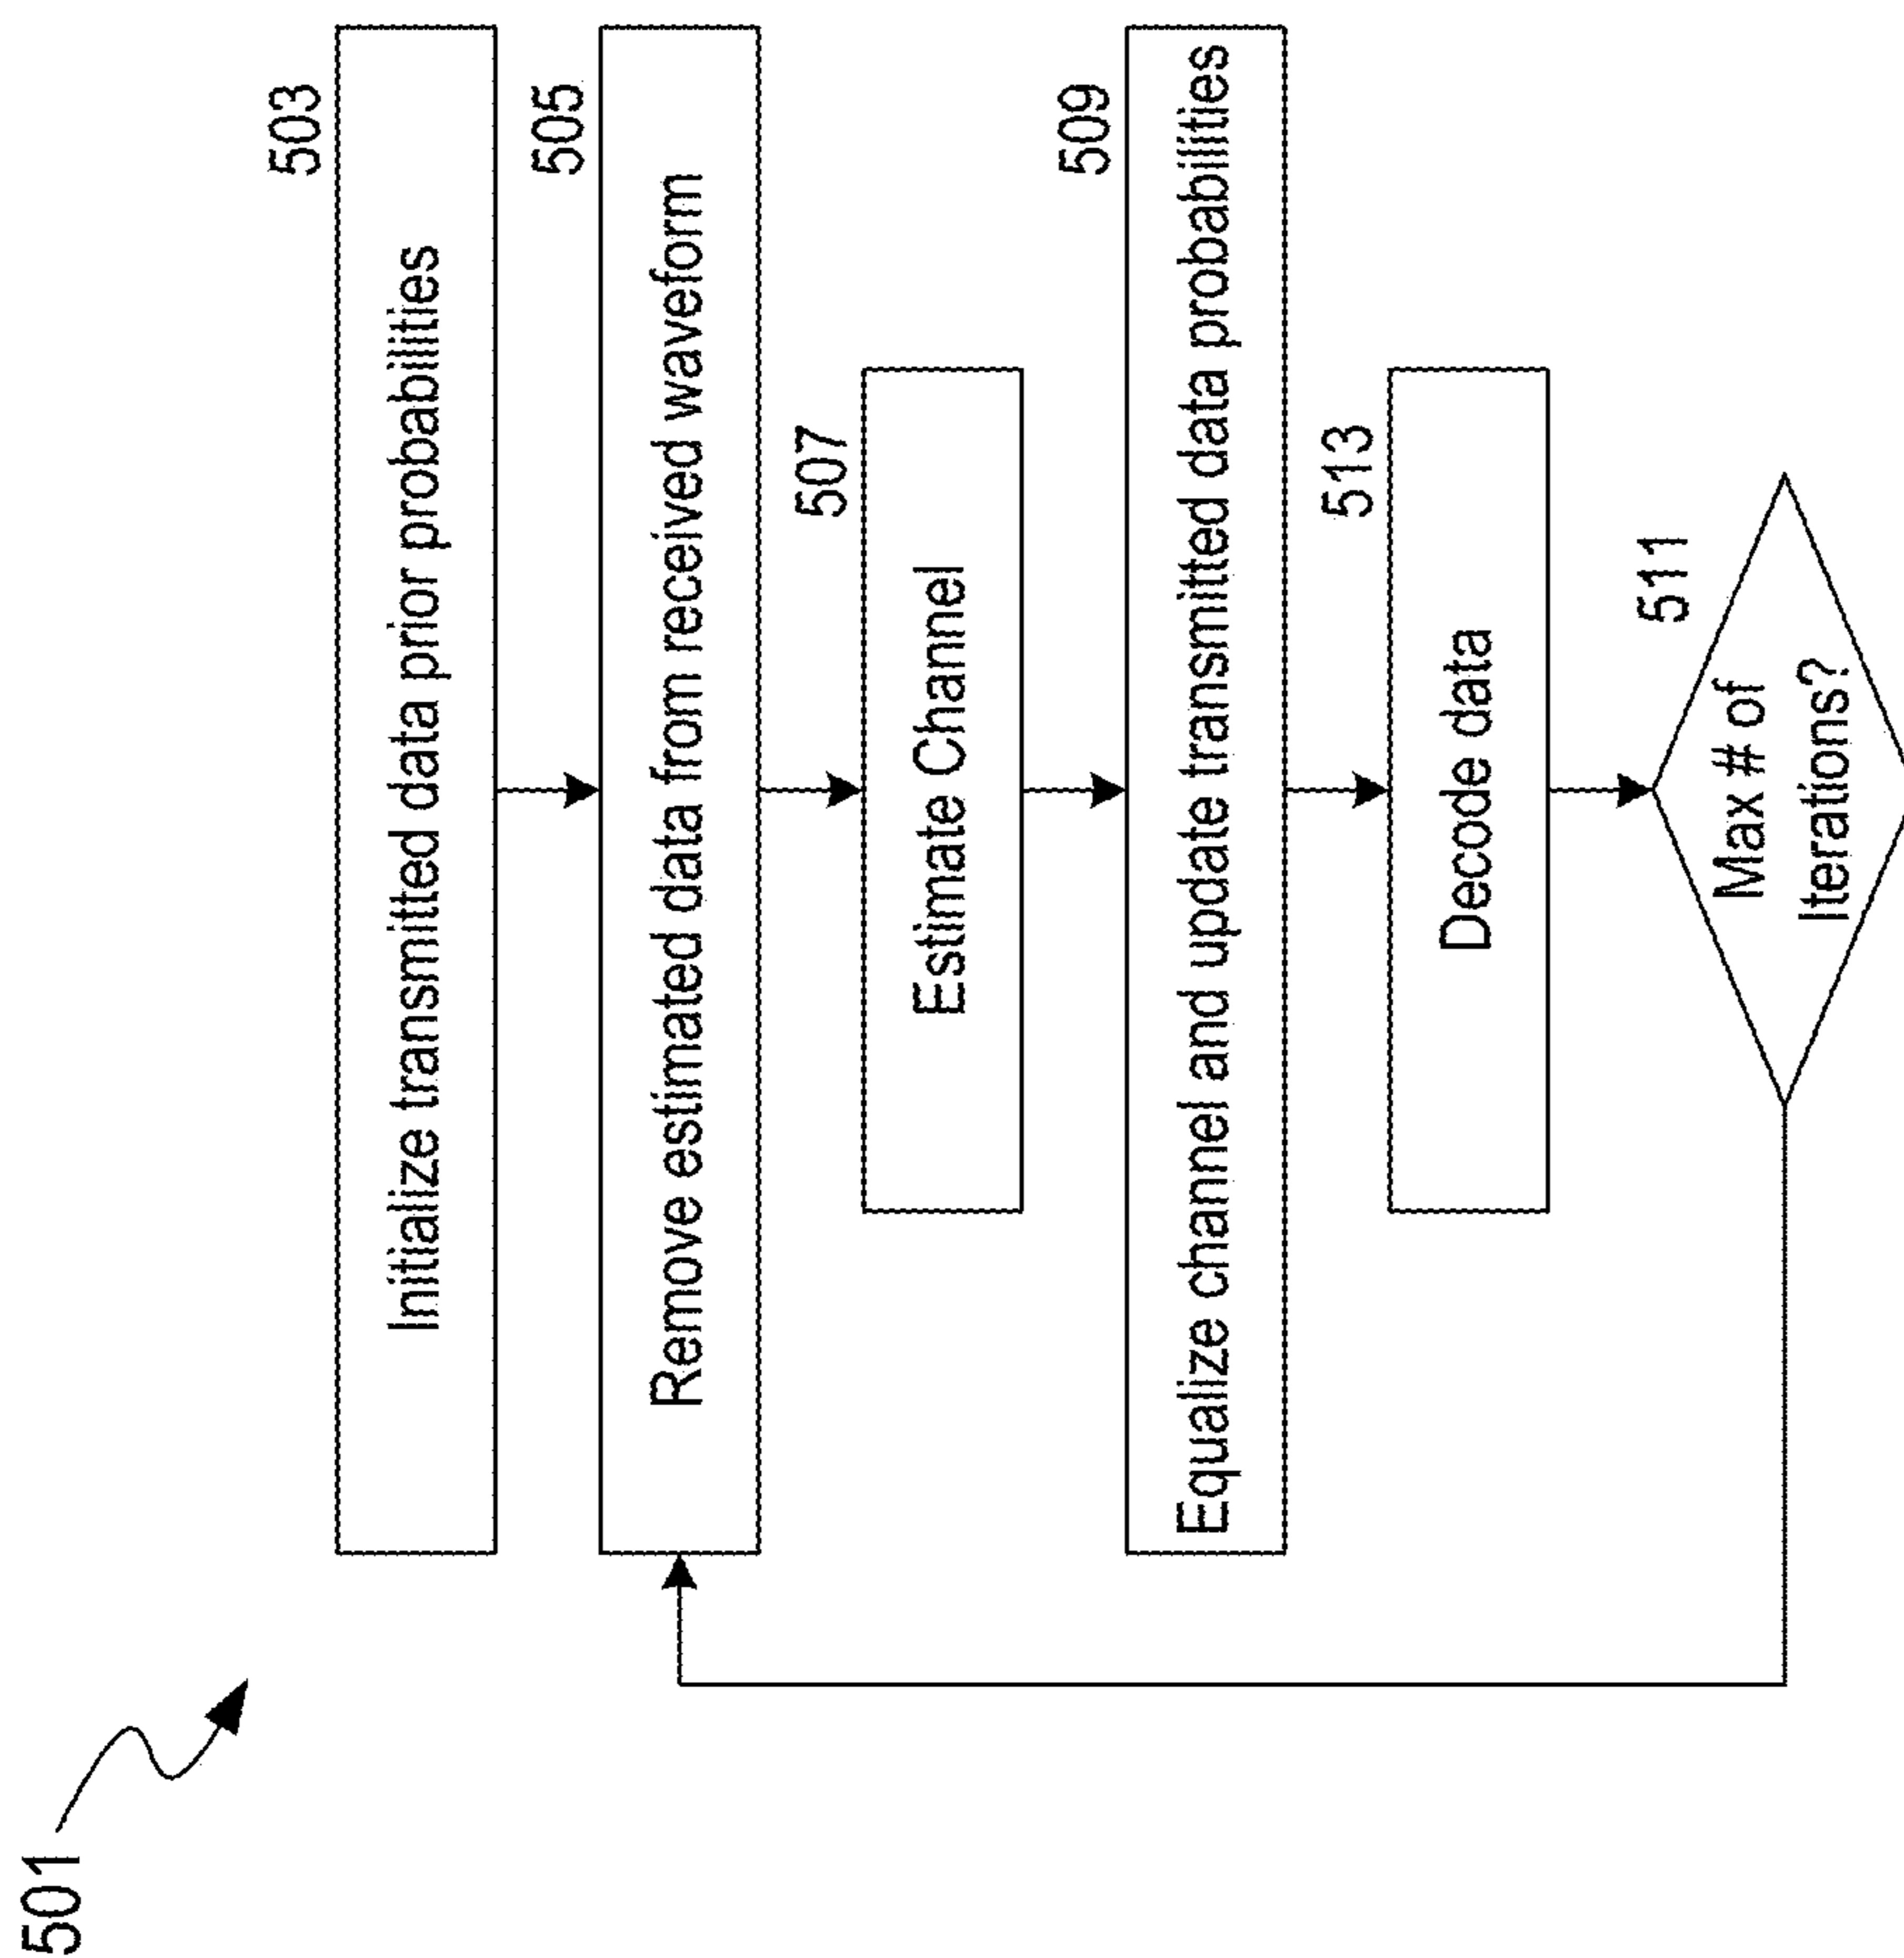 501
503
Initialize transmitted data prior probabilities
505
Remove estimated data from received waveform
507
Estimate Channel
509
Equalize channel and update transmitted data probabilities
513
Decode data
511
Max # of
Iterations?